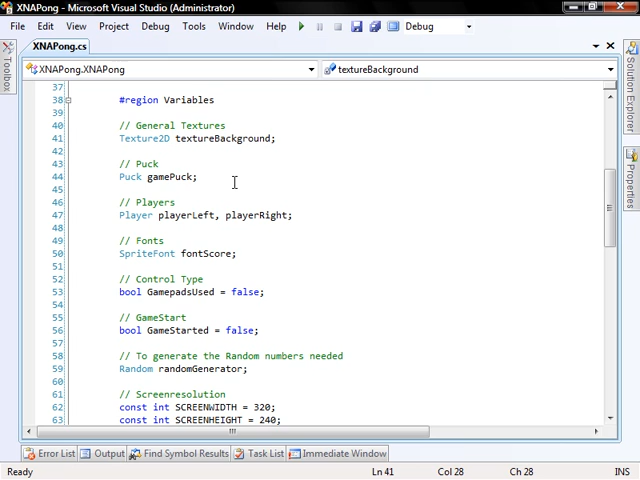 XNAPong - Microsoft Visual Studio (Administrator)
File Edit View Project Debug Data Tools Window Help Debug
XNAPong.cs
XNAPong.XNAPong textureBackground
Toolbox
Solution Explorer
Properties
37
38 #region Variables
39
40 // General Textures
41 Texture2D textureBackground;
42
43 // Puck
44 Puck gamePuck;
45
46 // Players
47 Player playerLeft, playerRight;
48
49 // Fonts
50 SpriteFont fontScore;
51
52 // Control Type
53 bool GamepadsUsed = false;
54
55 // GameStart
56 bool GameStarted = false;
57
58 // To generate the Random numbers needed
59 Random randomGenerator;
60
61 // Screenresolution
62 const int SCREENWIDTH = 320;
63 const int SCREENHEIGHT = 240;
Error List Output Find Symbol Results Task List Immediate Window
Ready Ln 41 Col 28 Ch 28 INS